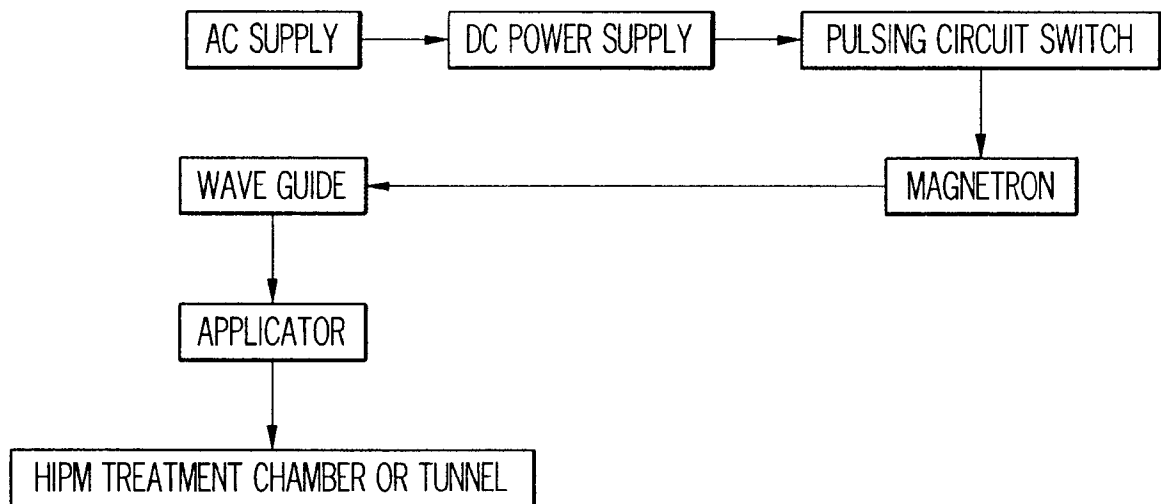 AC SUPPLY
DC POWER SUPPLY
PULSING CIRCUIT SWITCH
MAGNETRON
WAVE GUIDE
APPLICATOR
HIPM TREATMENT CHAMBER OR TUNNEL